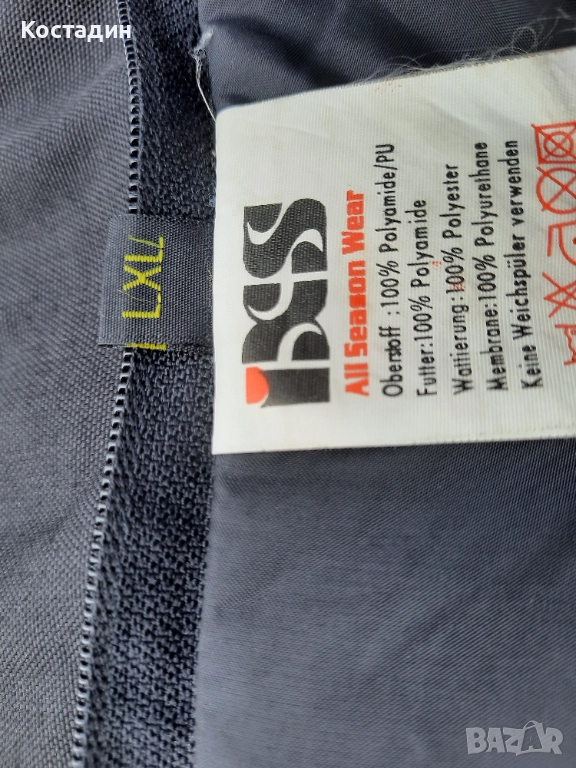 Костадин
iXS
All Season Wear
Oberstoff :100% Polyamide/PU
Futter:100% Polyamide
Wattierung:100% Polyester
Membrane:100% Polyurethane
Keine Weichspüler verwenden
LXL
BAZAR